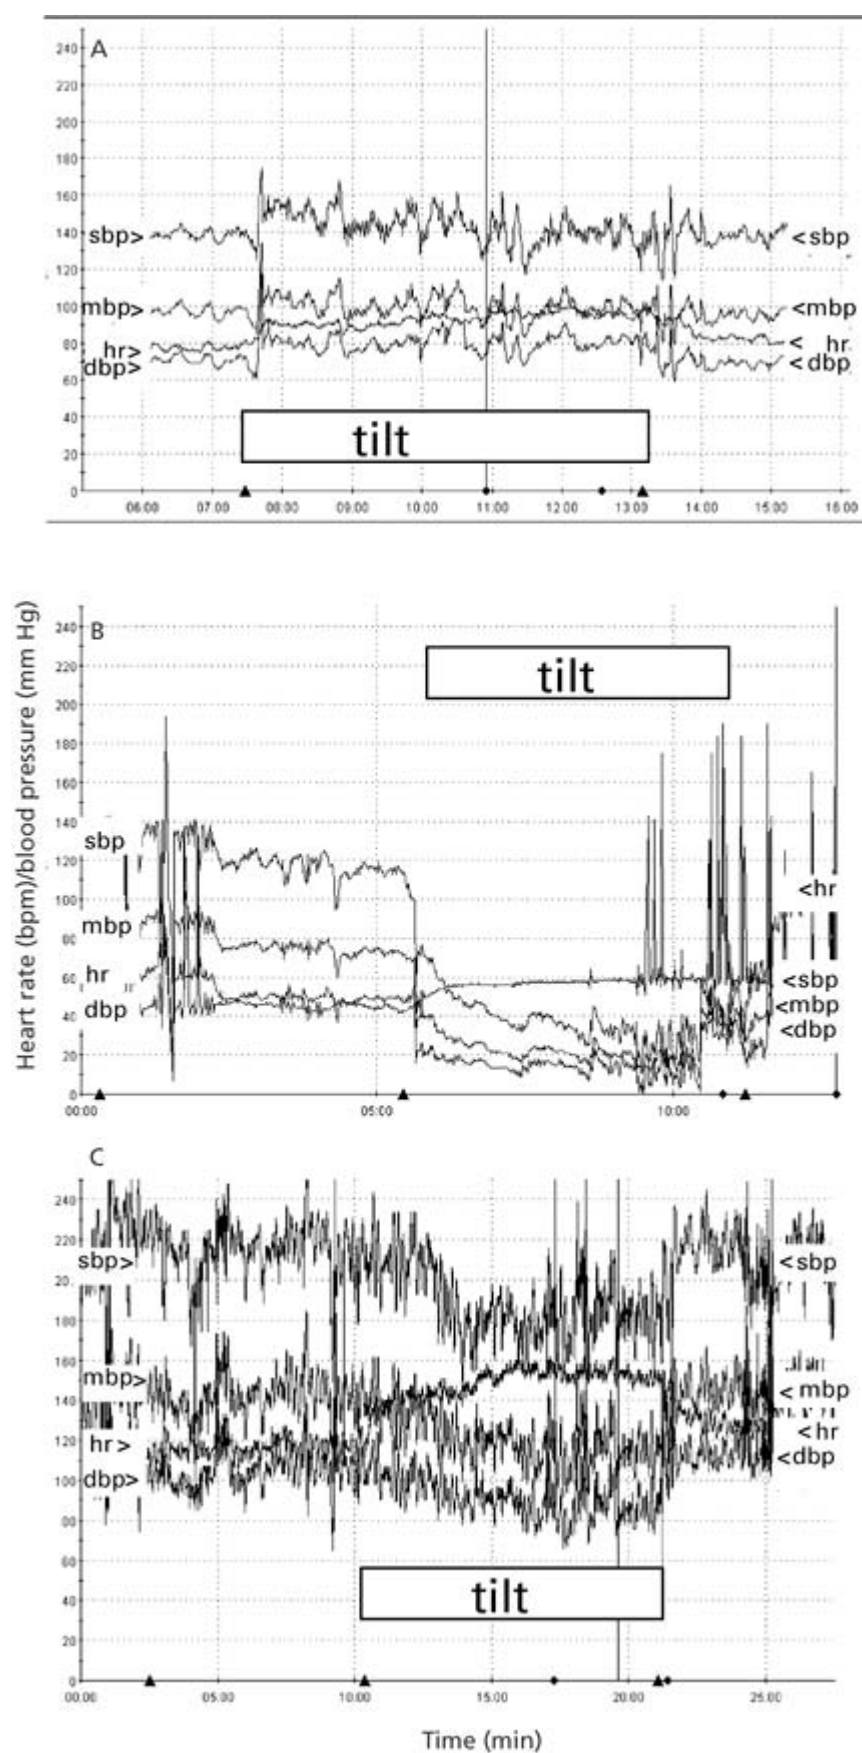 A
240
220
200
180
160
sbp> 140 <sbp
120
mbp> 100 <mbp
hr> 80 < hr
dbp> 60 <dbp
40
tilt
20
0
06:00 07:00 08:00 09:00 10:00 11:00 12:00 13:00 14:00 15:00 16:00
Heart rate (bpm)/blood pressure (mm Hg)
B
240
220
tilt
200
180
160
140
sbp
120
<hr
100
mbp
80
hr 60 <sbp
dbp 40 <mbp
<dbp
20
0
00:00 05:00 10:00
C
240
220
sbp> <sbp
180
160
mbp> <mbp
140
hr> 120 <hr
dbp> 100 <dbp
80
60
tilt
40
20
0
00:00 05:00 10:00 15:00 20:00 25:00
Time (min)